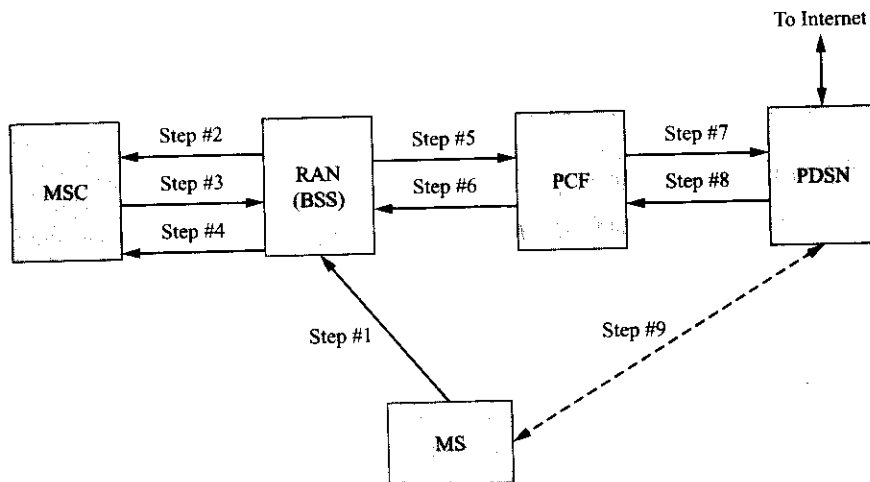 To Internet
Step #2
Step #5
Step #7
MSC
Step #3
RAN
(BSS)
Step #6
PCF
Step #8
PDSN
Step #4
Step #1
Step #9
MS